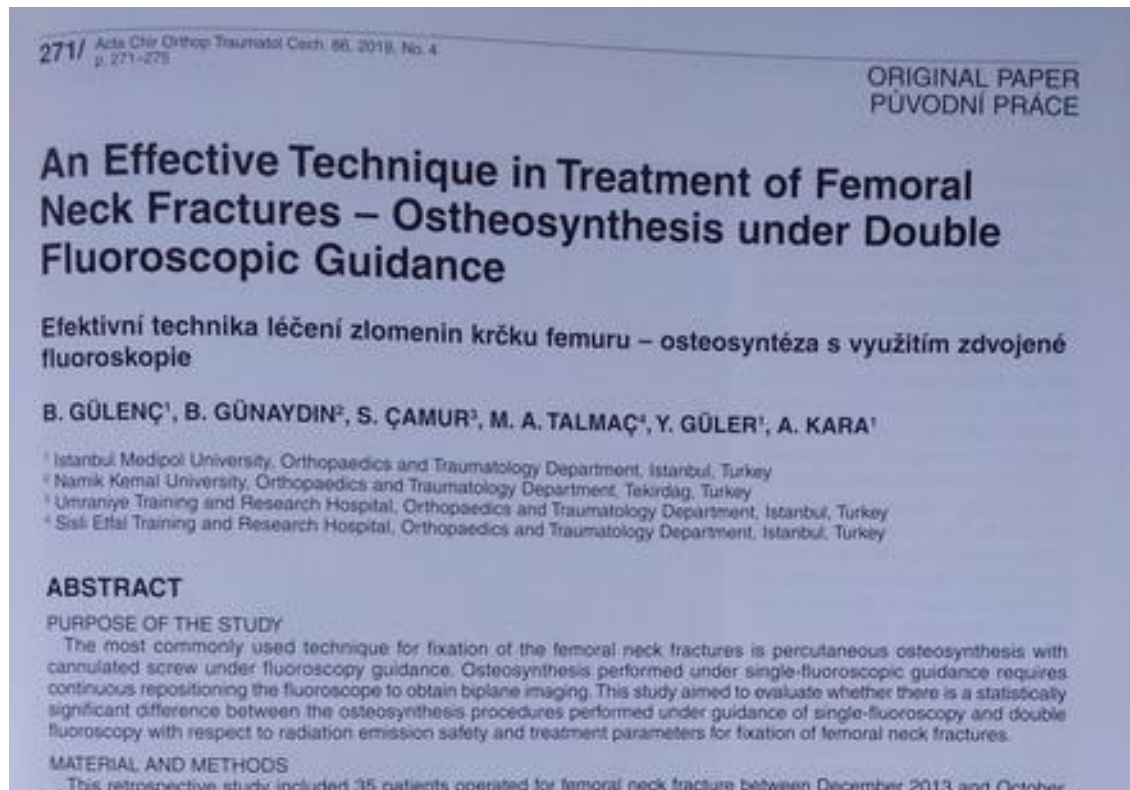 271/ Acta Chir Orthop Traumatol Cech. 86, 2019, No. 4
p. 271–275
ORIGINAL PAPER
PŮVODNÍ PRÁCE
An Effective Technique in Treatment of Femoral
Neck Fractures – Ostheosynthesis under Double
Fluoroscopic Guidance
Efektivní technika léčení zlomenin krčku femuru – osteosyntéza s využitím zdvojené
fluoroskopie
B. GÜLENÇ¹, B. GÜNAYDIN², S. ÇAMUR³, M. A. TALMAÇ⁴, Y. GÜLER¹, A. KARA¹
¹ Istanbul Medipol University, Orthopaedics and Traumatology Department, Istanbul, Turkey
² Namik Kemal University, Orthopaedics and Traumatology Department, Tekirdag, Turkey
³ Umraniye Training and Research Hospital, Orthopaedics and Traumatology Department, Istanbul, Turkey
⁴ Sisli Etfal Training and Research Hospital, Orthopaedics and Traumatology Department, Istanbul, Turkey
ABSTRACT
PURPOSE OF THE STUDY
The most commonly used technique for fixation of the femoral neck fractures is percutaneous osteosynthesis with
cannulated screw under fluoroscopy guidance. Osteosynthesis performed under single-fluoroscopic guidance requires
continuous repositioning the fluoroscope to obtain biplane imaging. This study aimed to evaluate whether there is a statistically
significant difference between the osteosynthesis procedures performed under guidance of single-fluoroscopy and double
fluoroscopy with respect to radiation emission safety and treatment parameters for fixation of femoral neck fractures.
MATERIAL AND METHODS
This retrospective study included 35 patients operated for femoral neck fracture between December 2013 and October